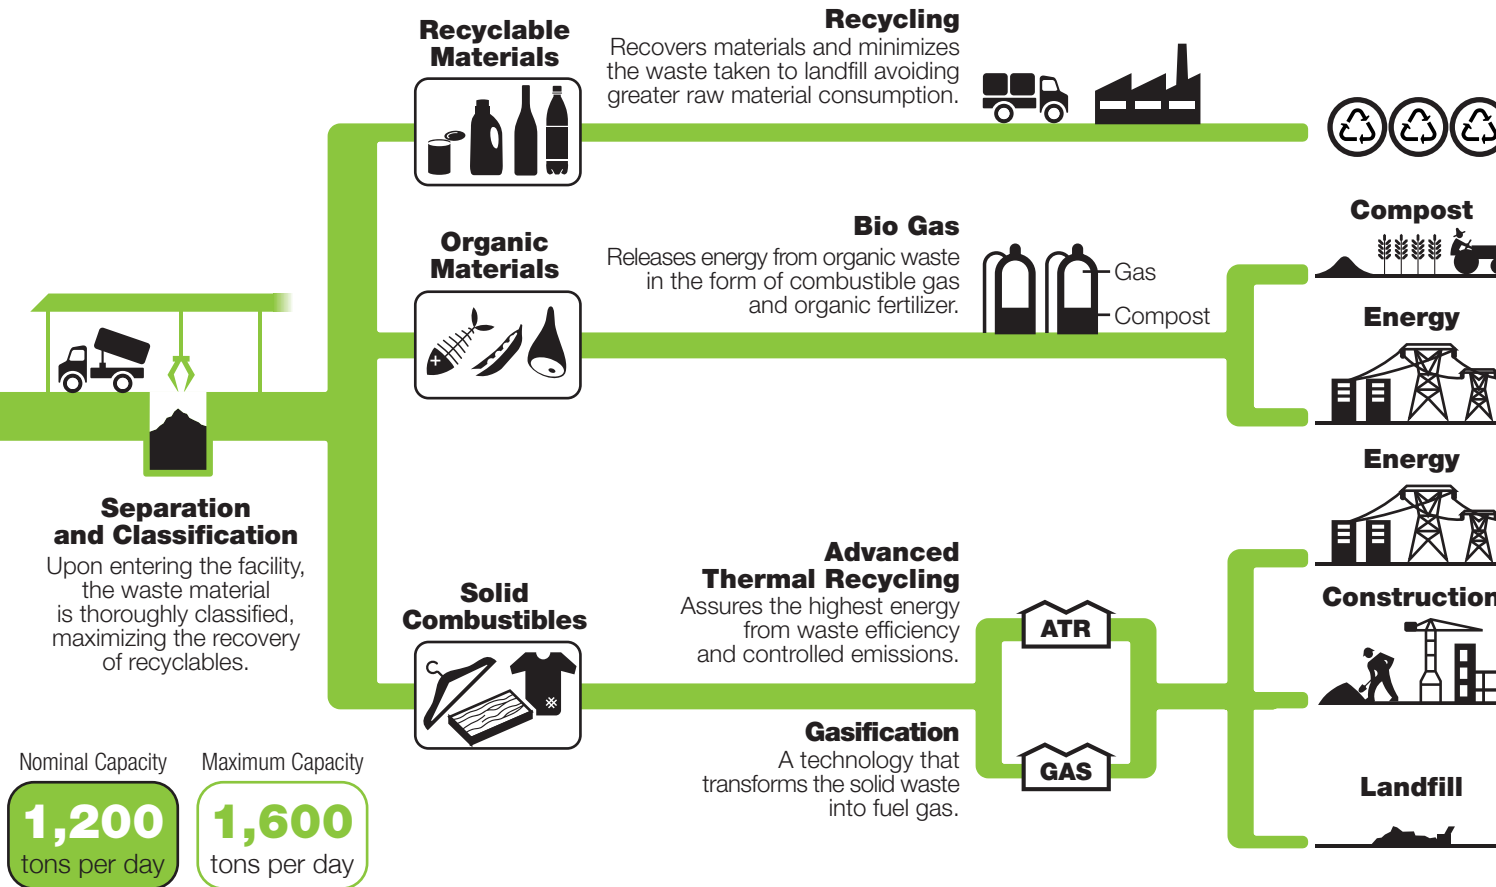 Recyclable
Materials
Recycling
Recovers materials and minimizes
the waste taken to landfill avoiding
greater raw material consumption.
Organic
Materials
Bio Gas
Releases energy from organic waste
in the form of combustible gas
and organic fertilizer.
Gas
Compost
Compost
Energy
Energy
Separation
and Classification
Upon entering the facility,
the waste material
is thoroughly classified,
maximizing the recovery
of recyclables.
Solid
Combustibles
Advanced
Thermal Recycling
Assures the highest energy
from waste efficiency
and controlled emissions.
ATR
Gasification
A technology that
transforms the solid waste
into fuel gas.
GAS
Construction
Landfill
Nominal Capacity
1,200
tons per day
Maximum Capacity
1,600
tons per day